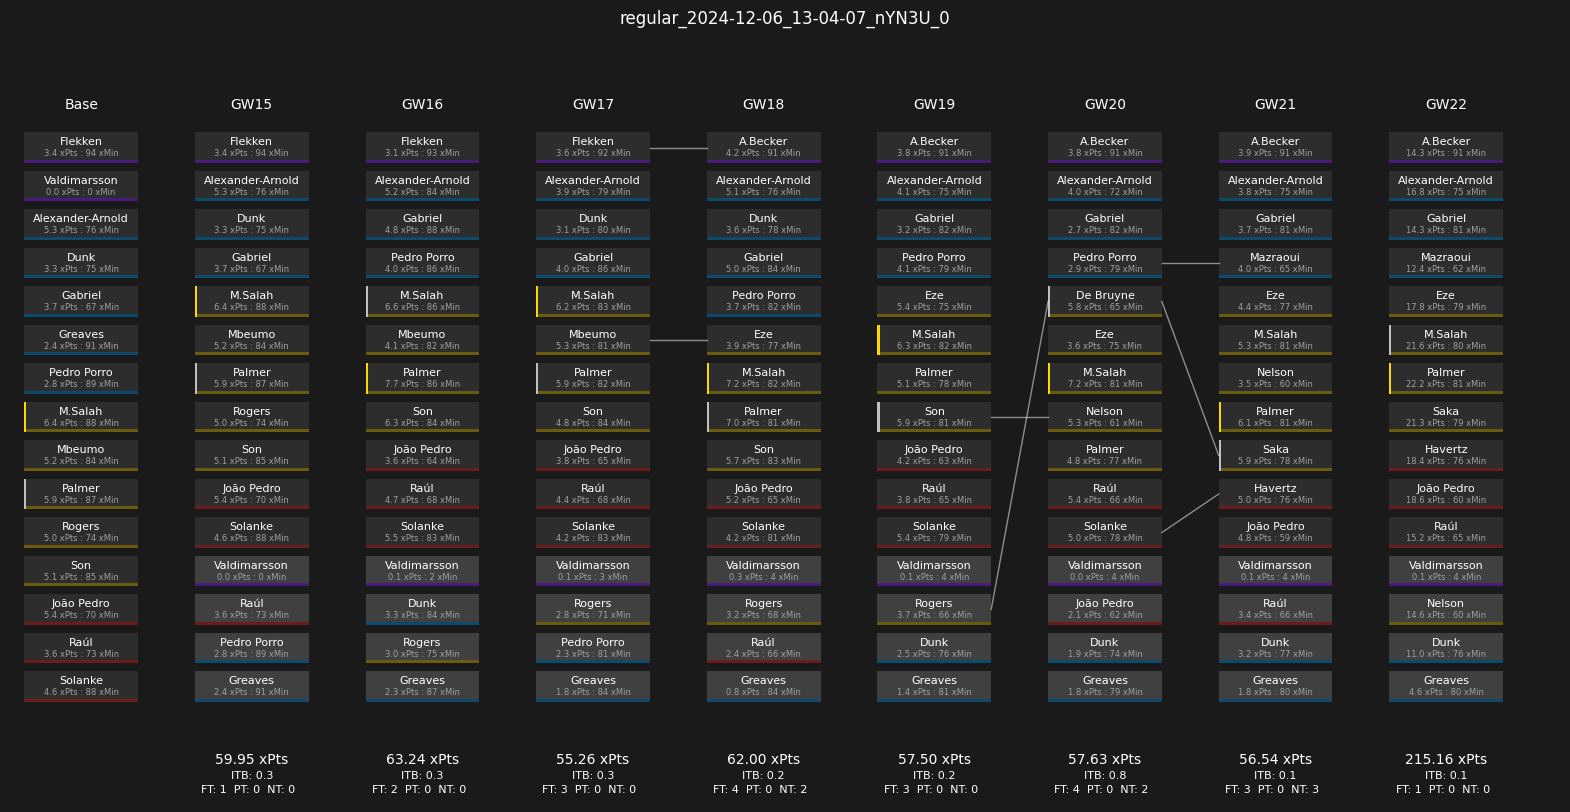 regular_2024-12-06_13-04-07_nYN3U_0
Base
Flekken
3.4 xPts : 94 xMin
Valdimarsson
0.0 xPts : 0 xMin
Alexander-Arnold
5.3 xPts : 76 xMin
Dunk
3.3 xPts : 75 xMin
Gabriel
3.7 xPts : 67 xMin
Greaves
2.4 xPts : 91 xMin
Pedro Porro
2.8 xPts : 89 xMin
M.Salah
6.4 xPts : 88 xMin
Mbeumo
5.2 xPts : 84 xMin
Palmer
5.9 xPts : 87 xMin
Rogers
5.0 xPts : 74 xMin
Son
5.1 xPts : 85 xMin
João Pedro
5.4 xPts : 70 xMin
Raúl
3.6 xPts : 73 xMin
Solanke
4.6 xPts : 88 xMin
GW15
Flekken
3.4 xPts : 94 xMin
Alexander-Arnold
5.3 xPts : 76 xMin
Dunk
3.3 xPts : 75 xMin
Gabriel
3.7 xPts : 67 xMin
M.Salah
6.4 xPts : 88 xMin
Mbeumo
5.2 xPts : 84 xMin
Palmer
5.9 xPts : 87 xMin
Rogers
5.0 xPts : 74 xMin
Son
5.1 xPts : 85 xMin
João Pedro
5.4 xPts : 70 xMin
Solanke
4.6 xPts : 88 xMin
Valdimarsson
0.0 xPts : 0 xMin
Raúl
3.6 xPts : 73 xMin
Pedro Porro
2.8 xPts : 89 xMin
Greaves
2.4 xPts : 91 xMin
59.95 xPts
ITB: 0.3
FT: 1 PT: 0 NT: 0
GW16
Flekken
3.1 xPts : 93 xMin
Alexander-Arnold
5.2 xPts : 84 xMin
Gabriel
4.8 xPts : 88 xMin
Pedro Porro
4.0 xPts : 86 xMin
M.Salah
6.6 xPts : 86 xMin
Mbeumo
4.1 xPts : 82 xMin
Palmer
7.7 xPts : 86 xMin
Son
6.3 xPts : 84 xMin
João Pedro
3.6 xPts : 64 xMin
Raúl
4.7 xPts : 68 xMin
Solanke
5.5 xPts : 83 xMin
Valdimarsson
0.1 xPts : 2 xMin
Dunk
3.3 xPts : 84 xMin
Rogers
3.0 xPts : 75 xMin
Greaves
2.3 xPts : 87 xMin
63.24 xPts
ITB: 0.3
FT: 2 PT: 0 NT: 0
GW17
Flekken
3.6 xPts : 92 xMin
Alexander-Arnold
3.9 xPts : 79 xMin
Dunk
3.1 xPts : 80 xMin
Gabriel
4.0 xPts : 86 xMin
M.Salah
6.2 xPts : 83 xMin
Mbeumo
5.3 xPts : 81 xMin
Palmer
5.9 xPts : 82 xMin
Son
4.8 xPts : 84 xMin
João Pedro
3.8 xPts : 65 xMin
Raúl
4.4 xPts : 68 xMin
Solanke
4.2 xPts : 83 xMin
Valdimarsson
0.1 xPts : 3 xMin
Rogers
2.8 xPts : 71 xMin
Pedro Porro
2.3 xPts : 81 xMin
Greaves
1.8 xPts : 84 xMin
55.26 xPts
ITB: 0.3
FT: 3 PT: 0 NT: 0
GW18
A.Becker
4.2 xPts : 91 xMin
Alexander-Arnold
5.1 xPts : 76 xMin
Dunk
3.6 xPts : 78 xMin
Gabriel
5.0 xPts : 84 xMin
Pedro Porro
3.7 xPts : 82 xMin
Eze
3.9 xPts : 77 xMin
M.Salah
7.2 xPts : 82 xMin
Palmer
7.0 xPts : 81 xMin
Son
5.7 xPts : 83 xMin
João Pedro
5.2 xPts : 65 xMin
Solanke
4.2 xPts : 81 xMin
Valdimarsson
0.3 xPts : 4 xMin
Rogers
3.2 xPts : 68 xMin
Raúl
2.4 xPts : 66 xMin
Greaves
0.8 xPts : 84 xMin
62.00 xPts
ITB: 0.2
FT: 4 PT: 0 NT: 2
GW19
A.Becker
3.8 xPts : 91 xMin
Alexander-Arnold
4.1 xPts : 75 xMin
Gabriel
3.2 xPts : 82 xMin
Pedro Porro
4.1 xPts : 79 xMin
Eze
5.4 xPts : 75 xMin
M.Salah
6.3 xPts : 82 xMin
Palmer
5.1 xPts : 78 xMin
Son
5.9 xPts : 81 xMin
João Pedro
4.2 xPts : 63 xMin
Raúl
3.8 xPts : 65 xMin
Solanke
5.4 xPts : 79 xMin
Valdimarsson
0.1 xPts : 4 xMin
Rogers
3.7 xPts : 66 xMin
Dunk
2.5 xPts : 76 xMin
Greaves
1.4 xPts : 81 xMin
57.50 xPts
ITB: 0.2
FT: 3 PT: 0 NT: 0
GW20
A.Becker
3.8 xPts : 91 xMin
Alexander-Arnold
4.0 xPts : 72 xMin
Gabriel
2.7 xPts : 82 xMin
Pedro Porro
2.9 xPts : 79 xMin
De Bruyne
5.8 xPts : 65 xMin
Eze
3.6 xPts : 75 xMin
M.Salah
7.2 xPts : 81 xMin
Nelson
5.3 xPts : 61 xMin
Palmer
4.8 xPts : 77 xMin
Raúl
5.4 xPts : 66 xMin
Solanke
5.0 xPts : 78 xMin
Valdimarsson
0.0 xPts : 4 xMin
João Pedro
2.1 xPts : 62 xMin
Dunk
1.9 xPts : 74 xMin
Greaves
1.8 xPts : 79 xMin
57.63 xPts
ITB: 0.8
FT: 4 PT: 0 NT: 2
GW21
A.Becker
3.9 xPts : 91 xMin
Alexander-Arnold
3.8 xPts : 75 xMin
Gabriel
3.7 xPts : 81 xMin
Mazraoui
4.0 xPts : 65 xMin
Eze
4.4 xPts : 77 xMin
M.Salah
5.3 xPts : 81 xMin
Nelson
3.5 xPts : 60 xMin
Palmer
6.1 xPts : 81 xMin
Saka
5.9 xPts : 78 xMin
Havertz
5.0 xPts : 76 xMin
João Pedro
4.8 xPts : 59 xMin
Valdimarsson
0.1 xPts : 4 xMin
Raúl
3.4 xPts : 66 xMin
Dunk
3.2 xPts : 77 xMin
Greaves
1.8 xPts : 80 xMin
56.54 xPts
ITB: 0.1
FT: 3 PT: 0 NT: 3
GW22
A.Becker
14.3 xPts : 91 xMin
Alexander-Arnold
16.8 xPts : 75 xMin
Gabriel
14.3 xPts : 81 xMin
Mazraoui
12.4 xPts : 62 xMin
Eze
17.8 xPts : 79 xMin
M.Salah
21.6 xPts : 80 xMin
Palmer
22.2 xPts : 81 xMin
Saka
21.3 xPts : 79 xMin
Havertz
18.4 xPts : 76 xMin
João Pedro
18.6 xPts : 60 xMin
Raúl
15.2 xPts : 65 xMin
Valdimarsson
0.1 xPts : 4 xMin
Nelson
14.6 xPts : 60 xMin
Dunk
11.0 xPts : 76 xMin
Greaves
4.6 xPts : 80 xMin
215.16 xPts
ITB: 0.1
FT: 1 PT: 0 NT: 0